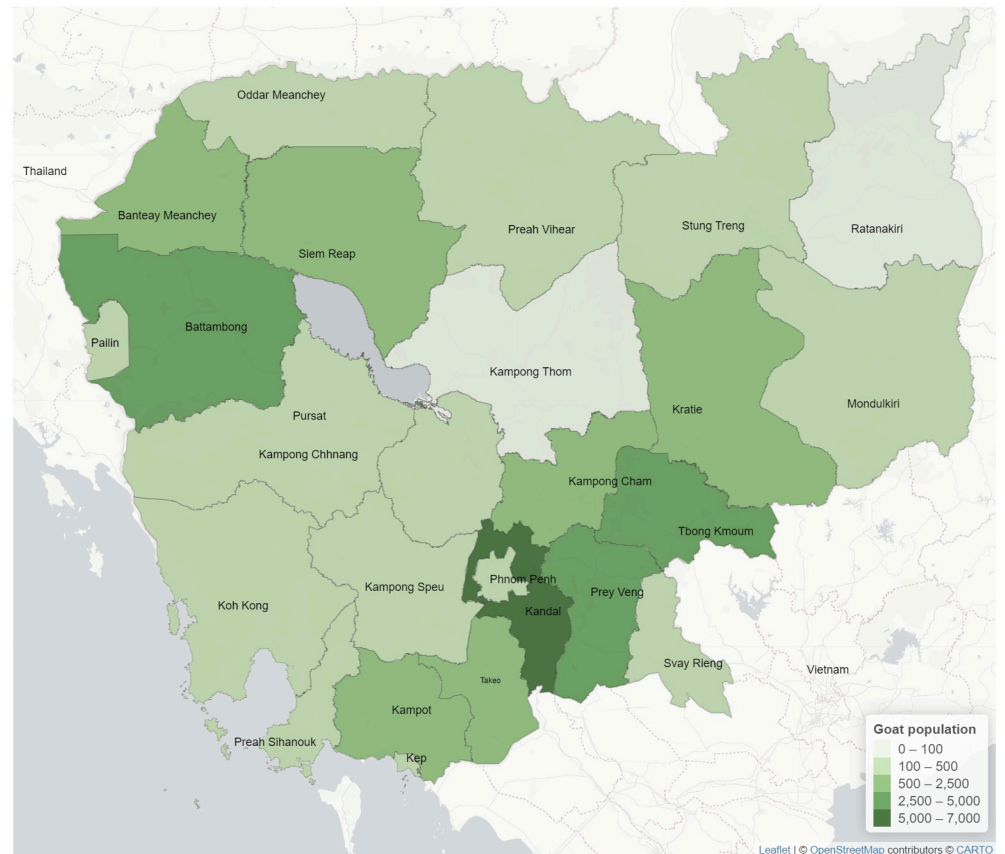 Oddar Meanchey
Thailand
Banteay Meanchey
Siem Reap
Preah Vihear
Stung Treng
Ratanakiri
Battambong
Pailin
Kampong Thom
Pursat
Kratie
Mondulkiri
Kampong Chhnang
Kampong Cham
Tbong Kmoum
Phnom Penh
Kampong Speu
Prey Veng
Koh Kong
Kandal
Svay Rieng
Vietnam
Takeo
Kampot
Preah Sihanouk
Kep
Goat population
0 – 100
100 – 500
500 – 2,500
2,500 – 5,000
5,000 – 7,000
Leaflet | © OpenStreetMap contributors © CARTO